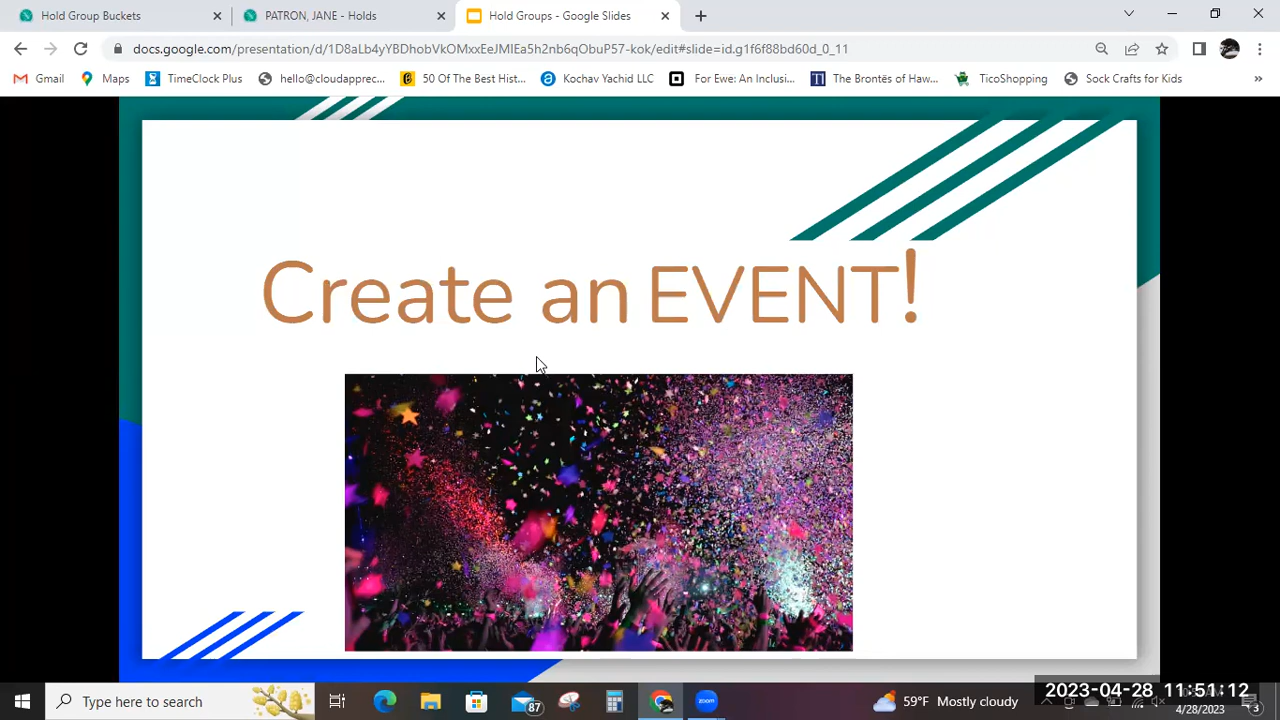 Hold Group Buckets
PATRON, JANE - Holds
Hold Groups - Google Slides
docs.google.com/presentation/d/1D8aLb4yYBDhobVkOMxxEeJMIEa5h2nb6qObuP57-kok/edit#slide=id.g1f6f88bd60d_0_11
Gmail
Maps
TimeClock Plus
hello@cloudapprec...
50 Of The Best Hist...
Kochav Yachid LLC
For Ewe: An Inclusi...
The Brontës of Haw...
TicoShopping
Sock Crafts for Kids
»
Create an EVENT!
Type here to search
87
59°F Mostly cloudy
2023-04-28 11:51:12
4/28/2023
3